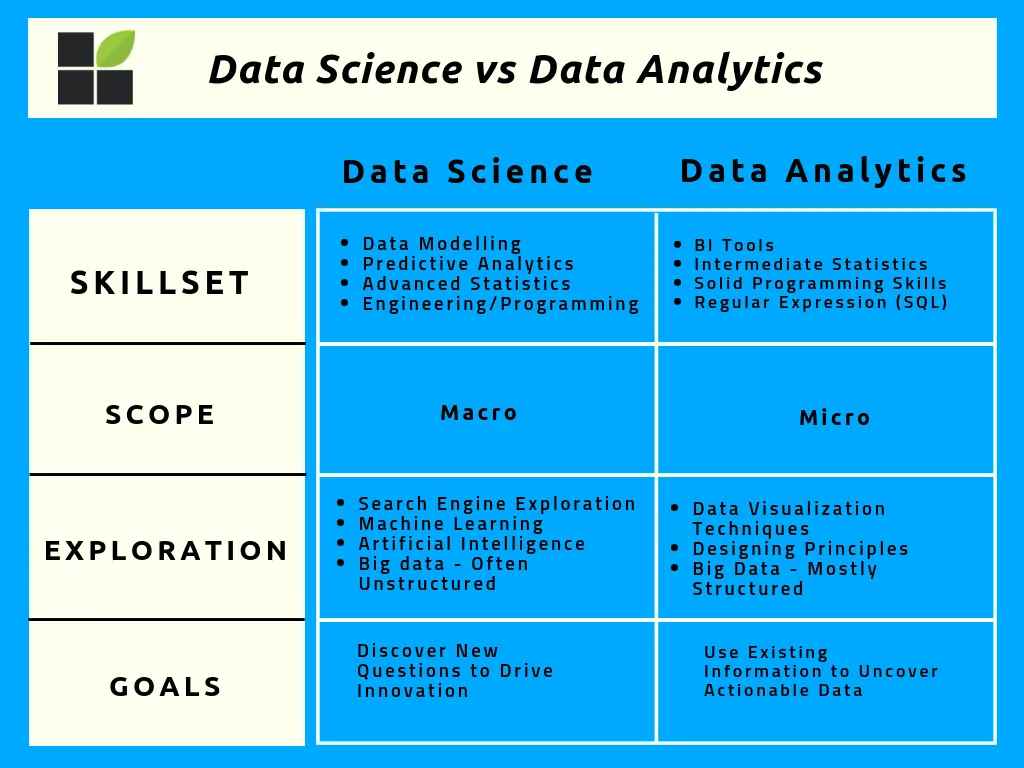 Data Science vs Data Analytics
Data Science
Data Analytics
SKILLSET
• Data Modelling
• Predictive Analytics
• Advanced Statistics
• Engineering/Programming
• BI Tools
• Intermediate Statistics
• Solid Programming Skills
• Regular Expression (SQL)
SCOPE
Macro
Micro
EXPLORATION
• Search Engine Exploration
• Machine Learning
• Artificial Intelligence
• Big data - Often
Unstructured
• Data Visualization
Techniques
• Designing Principles
• Big Data - Mostly
Structured
GOALS
Discover New
Questions to Drive
Innovation
Use Existing
Information to Uncover
Actionable Data